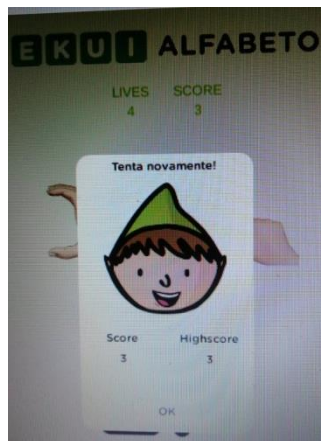 EKUI ALFABETO
LIVES SCORE
4 3
Tenta novamente!
Score Highscore
3 3
OK